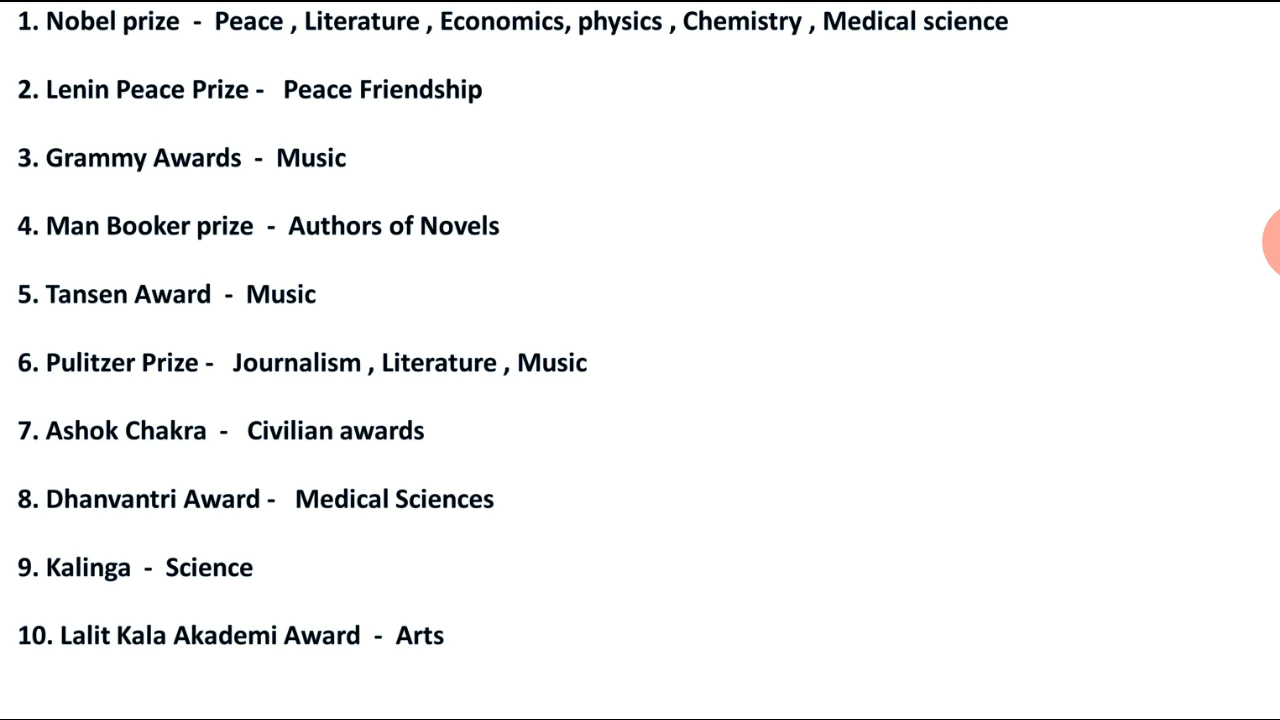 1. Nobel prize - Peace , Literature , Economics, physics , Chemistry , Medical science
2. Lenin Peace Prize - Peace Friendship
3. Grammy Awards - Music
4. Man Booker prize - Authors of Novels
5. Tansen Award - Music
6. Pulitzer Prize - Journalism , Literature , Music
7. Ashok Chakra - Civilian awards
8. Dhanvantri Award - Medical Sciences
9. Kalinga - Science
10. Lalit Kala Akademi Award - Arts